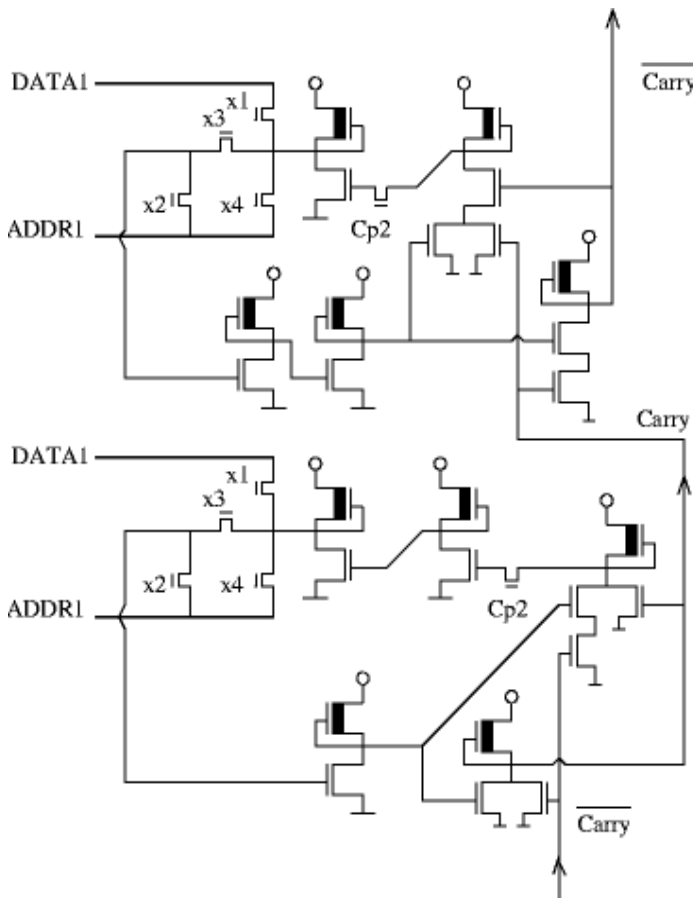 Carry
DATA1
x1
x3
x2
x4
ADDR1
Cp2
Carry
DATA1
x1
x3
x2
x4
ADDR1
Cp2
Carry